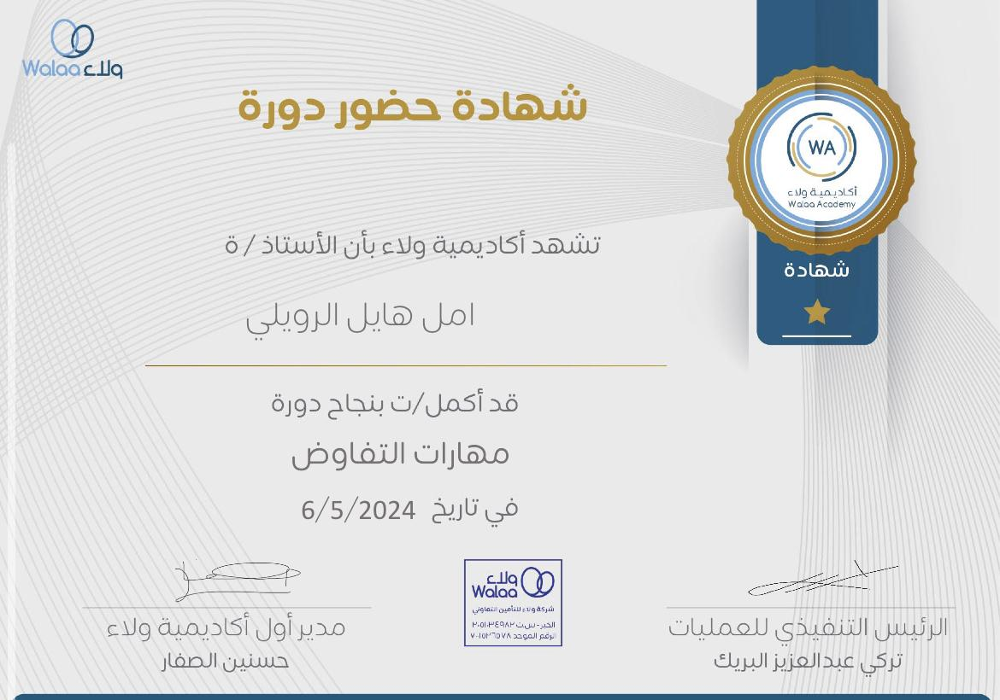 Walaa ولاء
شهادة حضور دورة
WA
أكاديمية ولاء
Walaa Academy
شهادة
تشهد أكاديمية ولاء بأن الأستاذ / ة
امل هايل الرويلي
قد أكمل/ت بنجاح دورة
مهارات التفاوض
في تاريخ 6/5/2024
الرئيس التنفيذي للعمليات
تركي عبدالعزيز البريك
ولاء
Walaa
شركة ولاء للتأمين التعاوني
الخبر - س.ت ٢٠٥١٠٣٤٩٨٢
الرقم الموحد ٧٠٠١٥٢٦٥٧٨
مدير أول أكاديمية ولاء
حسنين الصفار